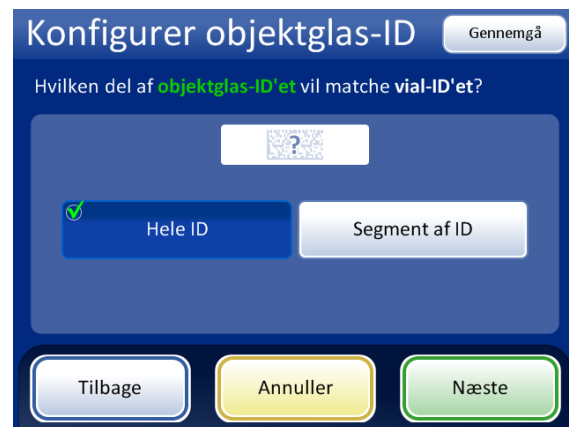 Konfigurer objektglas-ID
Gennemgå
Hvilken del af objektglas-ID'et vil matche vial-ID'et?
?
Hele ID
Segment af ID
Tilbage
Annuller
Næste